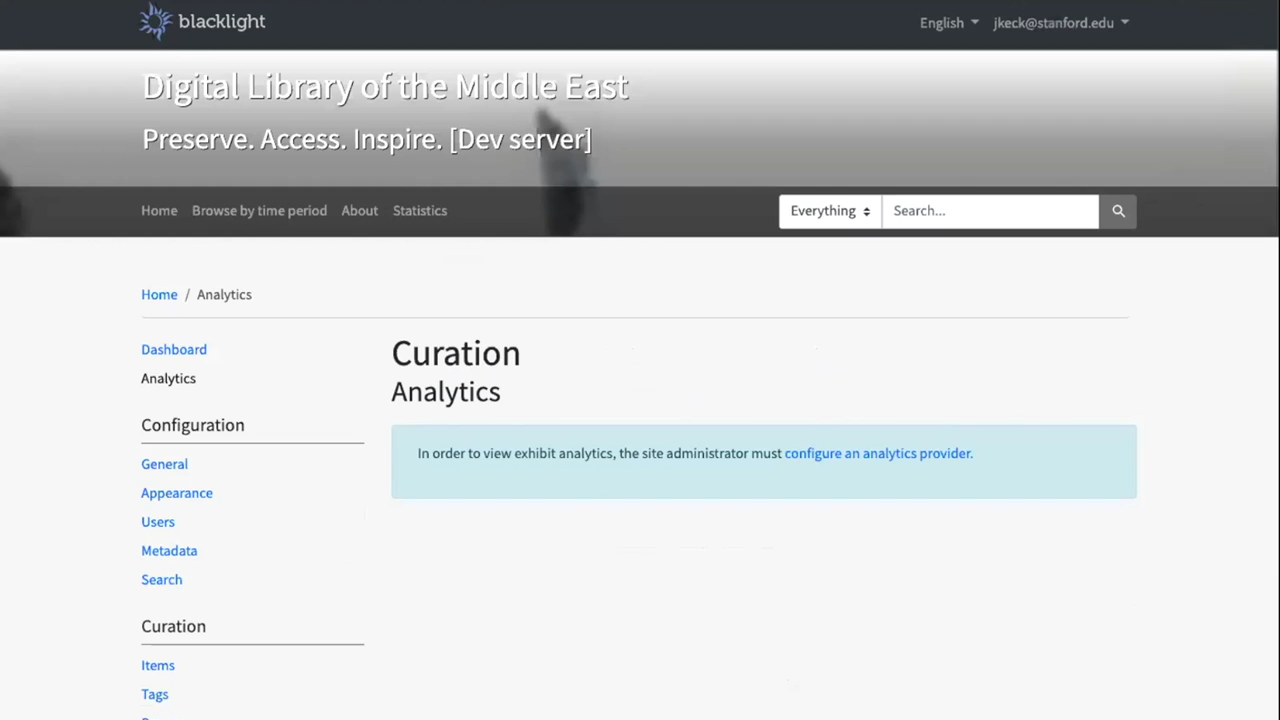 blacklight
English
jkeck@stanford.edu
Digital Library of the Middle East
Preserve. Access. Inspire. [Dev server]
Home Browse by time period About Statistics
Everything Search...
Home / Analytics
Dashboard
Analytics
Configuration
General
Appearance
Users
Metadata
Search
Curation
Items
Tags
Curation
Analytics
In order to view exhibit analytics, the site administrator must configure an analytics provider.